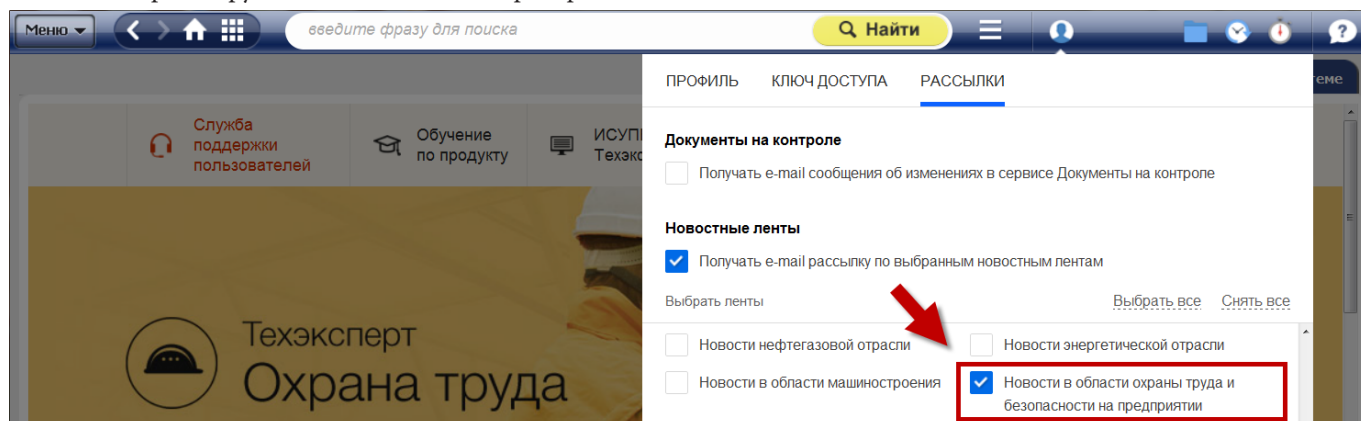 Меню
введите фразу для поиска
Найти
?
ПРОФИЛЬ КЛЮЧ ДОСТУПА РАССЫЛКИ
еме
Служба
поддержки
пользователей
Обучение
по продукту
ИСУП
Техэкс
Документы на контроле
Получать e-mail сообщения об изменениях в сервисе Документы на контроле
Новостные ленты
Получать e-mail рассылку по выбранным новостным лентам
Выбрать ленты Выбрать все Снять все
Новости нефтегазовой отрасли Новости энергетической отрасли
Новости в области машиностроения Новости в области охраны труда и
безопасности на предприятии
Техэксперт
Охрана труда